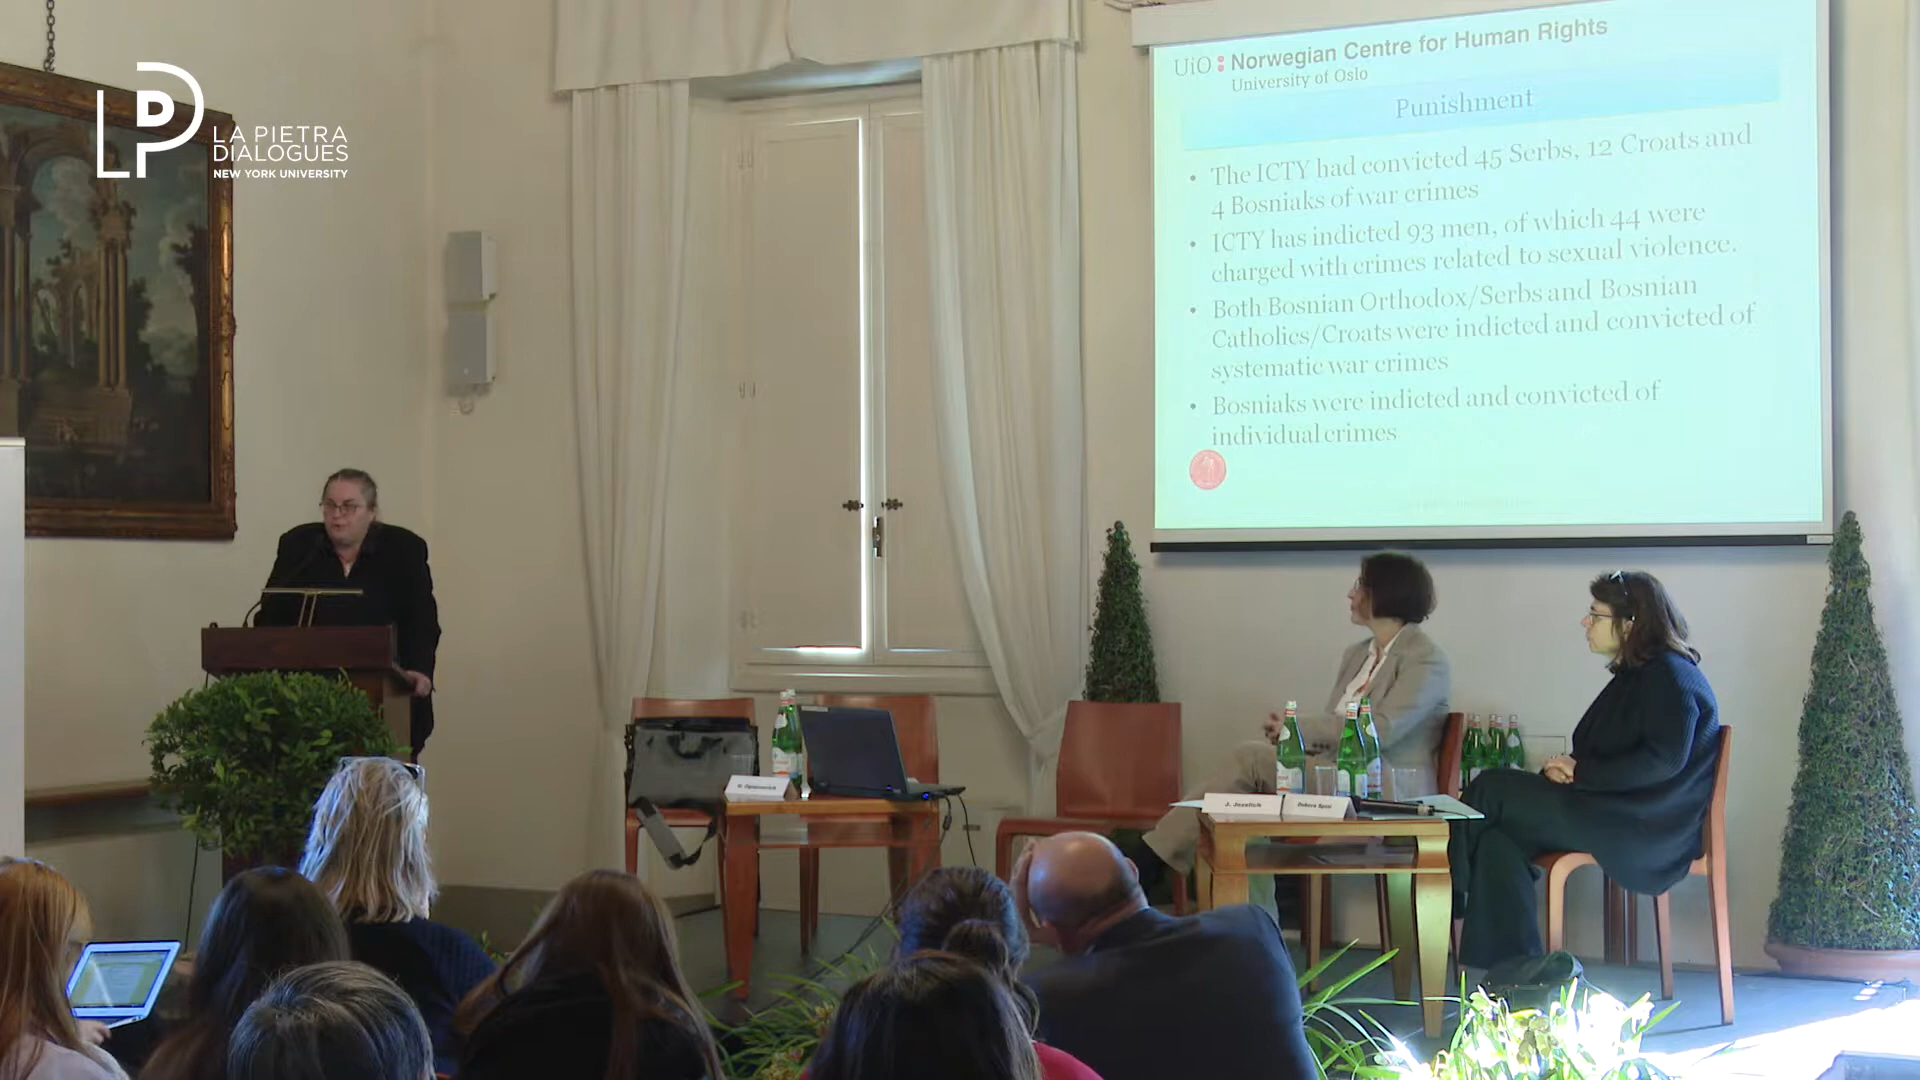 LA PIETRA
DIALOGUES
NEW YORK UNIVERSITY
UiO Norwegian Centre for Human Rights
University of Oslo
Punishment
• The ICTY had convicted 45 Serbs, 12 Croats and
4 Bosniaks of war crimes
• ICTY has indicted 93 men, of which 44 were
charged with crimes related to sexual violence.
• Both Bosnian Orthodox/Serbs and Bosnian
Catholics/Croats were indicted and convicted of
systematic war crimes
• Bosniaks were indicted and convicted of
individual crimes
Debora Spini